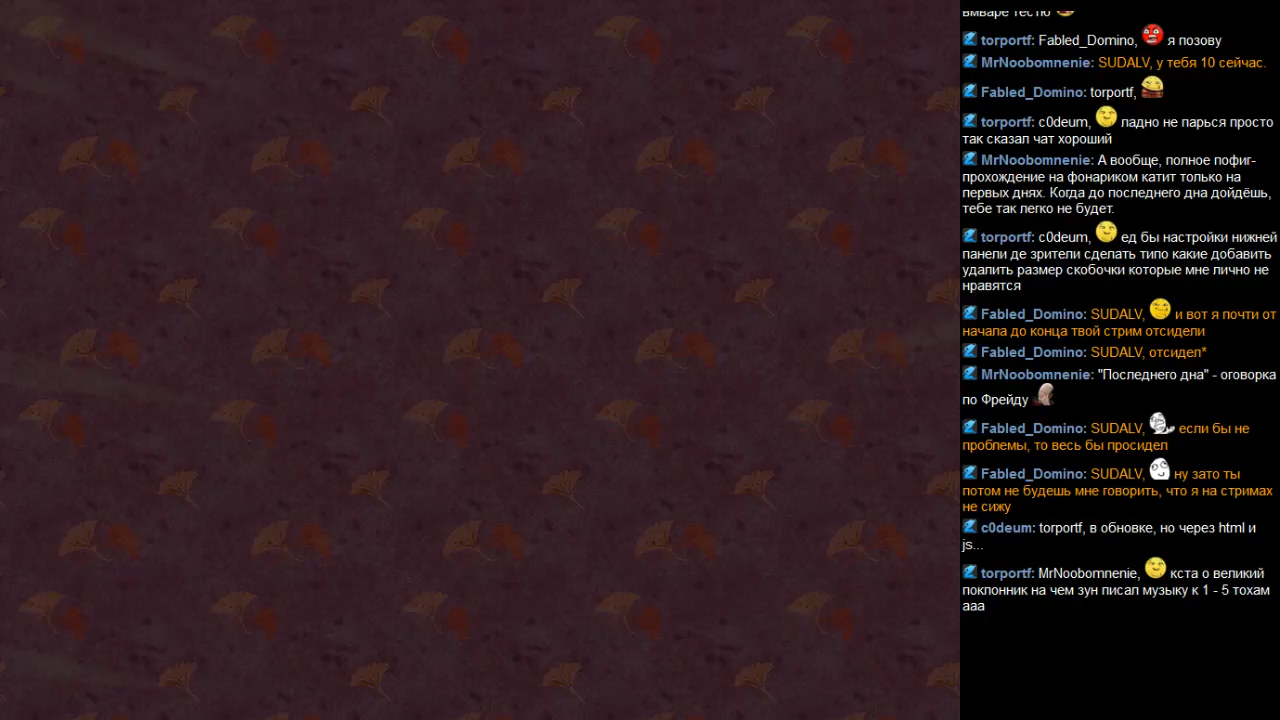 вмваре тестю
torportf: Fabled_Domino, я позову
MrNoobomnenie: SUDALV, у тебя 10 сейчас.
Fabled_Domino: torportf,
torportf: c0deum, ладно не парься просто
так сказал чат хороший
MrNoobomnenie: А вообще, полное пофиг-
прохождение на фонариком катит только на
первых днях. Когда до последнего дна дойдёшь,
тебе так легко не будет.
torportf: c0deum, ед бы настройки нижней
панели де зрители сделать типо какие добавить
удалить размер скобочки которые мне лично не
нравятся
Fabled_Domino: SUDALV, и вот я почти от
начала до конца твой стрим отсидели
Fabled_Domino: SUDALV, отсидел*
MrNoobomnenie: "Последнего дна" - оговорка
по Фрейду
Fabled_Domino: SUDALV, если бы не
проблемы, то весь бы просидел
Fabled_Domino: SUDALV, ну зато ты
потом не будешь мне говорить, что я на стримах
не сижу
c0deum: torportf, в обновке, но через html и
js...
torportf: MrNoobomnenie, кста о великий
поклонник на чем зун писал музыку к 1 - 5 тохам
ааа